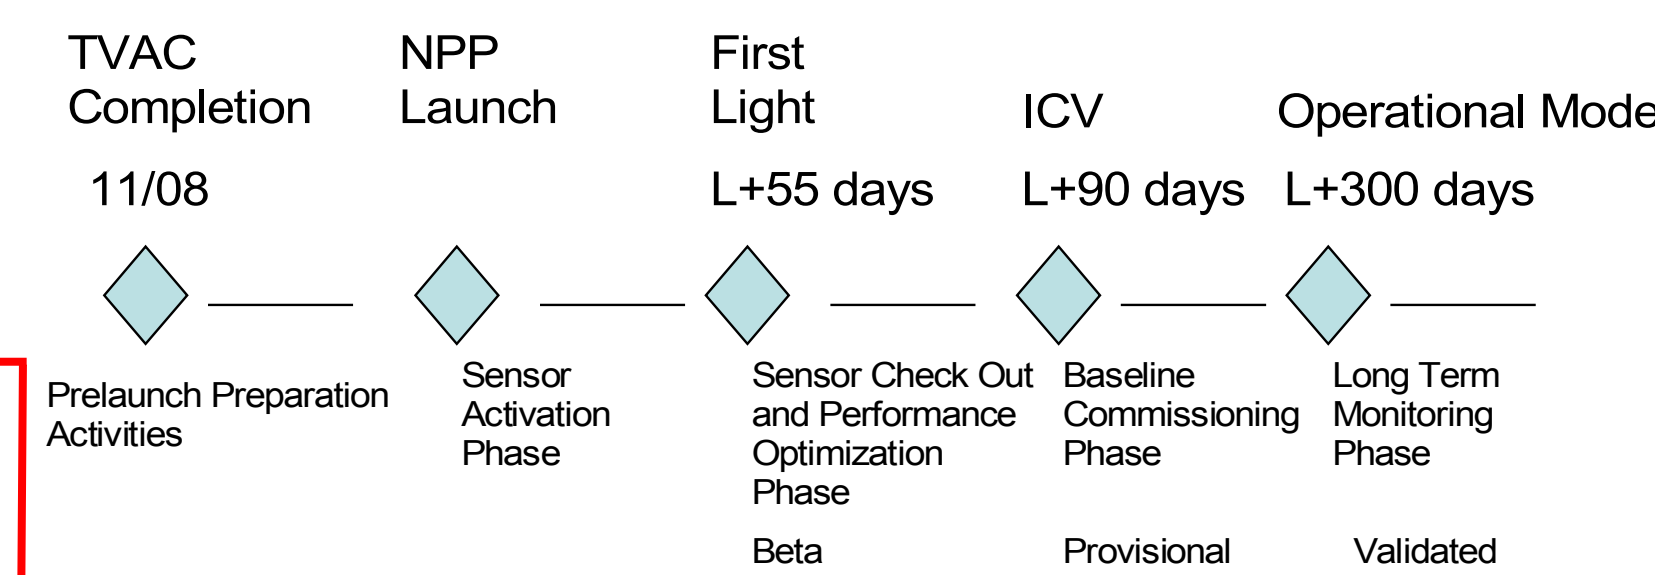 TVAC
Completion
11/08
NPP
Launch
First
Light
L+55 days
ICV
L+90 days
Operational Mode
L+300 days
Prelaunch Preparation
Activities
Sensor
Activation
Phase
Sensor Check Out
and Performance
Optimization
Phase
Beta
Baseline
Commissioning
Phase
Provisional
Long Term
Monitoring
Phase
Validated